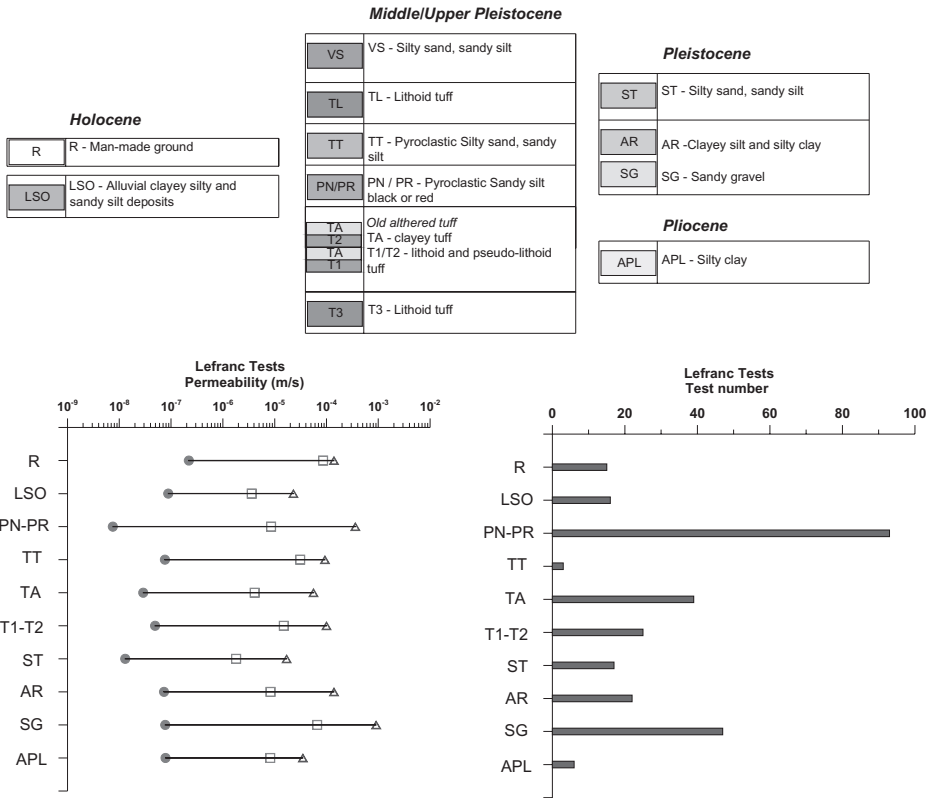 Middle/Upper Pleistocene
VS
VS - Silty sand, sandy silt
TL
TL - Lithoid tuff
TT
TT - Pyroclastic Silty sand, sandy
silt
PN/PR
PN / PR - Pyroclastic Sandy silt
black or red
TA
T2
TA
T1
Old althered tuff
TA - clayey tuff
T1/T2 - lithoid and pseudo-lithoid
tuff
T3
T3 - Lithoid tuff
Holocene
R
R - Man-made ground
LSO
LSO - Alluvial clayey silty and
sandy silt deposits
Pleistocene
ST
ST - Silty sand, sandy silt
AR
AR -Clayey silt and silty clay
SG
SG - Sandy gravel
Pliocene
APL
APL - Silty clay
Lefranc Tests
Permeability (m/s)
10-9 10-8 10-7 10-6 10-5 10-4 10-3 10-2
R
LSO
PN-PR
TT
TA
T1-T2
ST
AR
SG
APL
Lefranc Tests
Test number
0 20 40 60 80 100
R
LSO
PN-PR
TT
TA
T1-T2
ST
AR
SG
APL